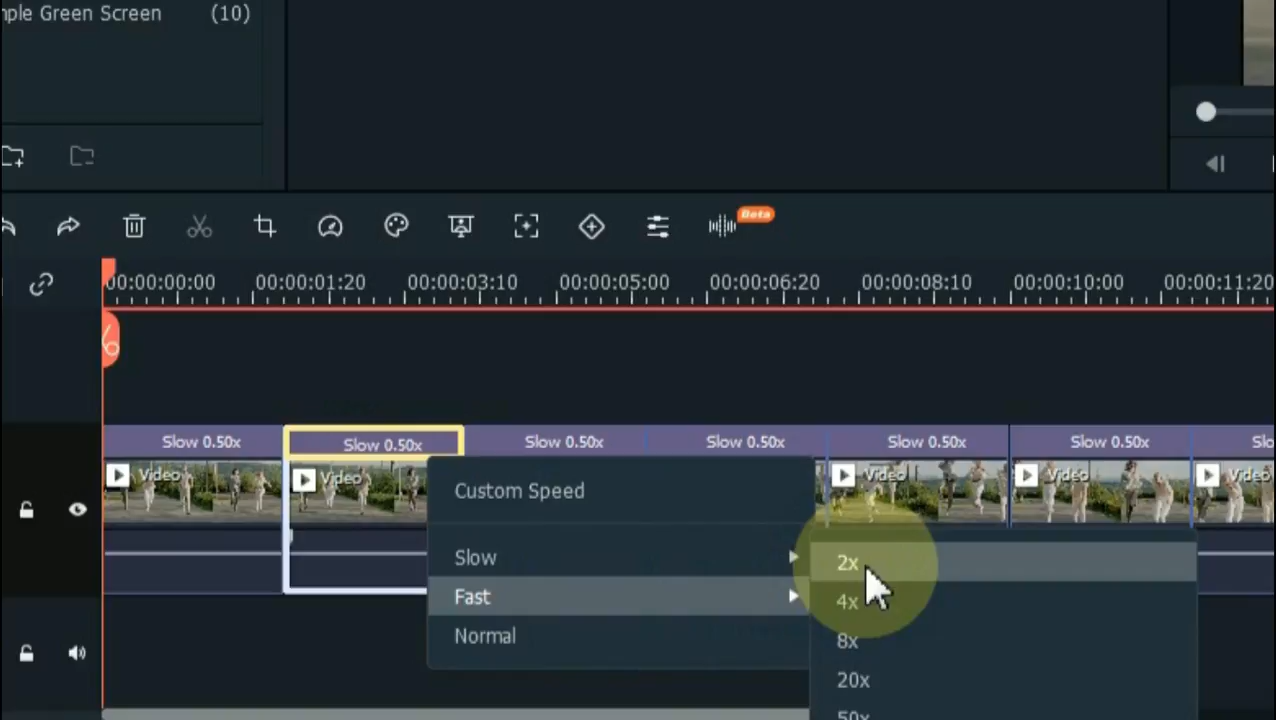 ple Green Screen (10)
Beta
00:00:00:00 00:00:01:20 00:00:03:10 00:00:05:00 00:00:06:20 00:00:08:10 00:00:10:00 00:00:11:20
Slow 0.50x Slow 0.50x Slow 0.50x Slow 0.50x Slow 0.50x Slow 0.50x Slo
Video Video Video Video Video
Custom Speed
Slow
Fast
Normal
2x
4x
8x
20x
50x